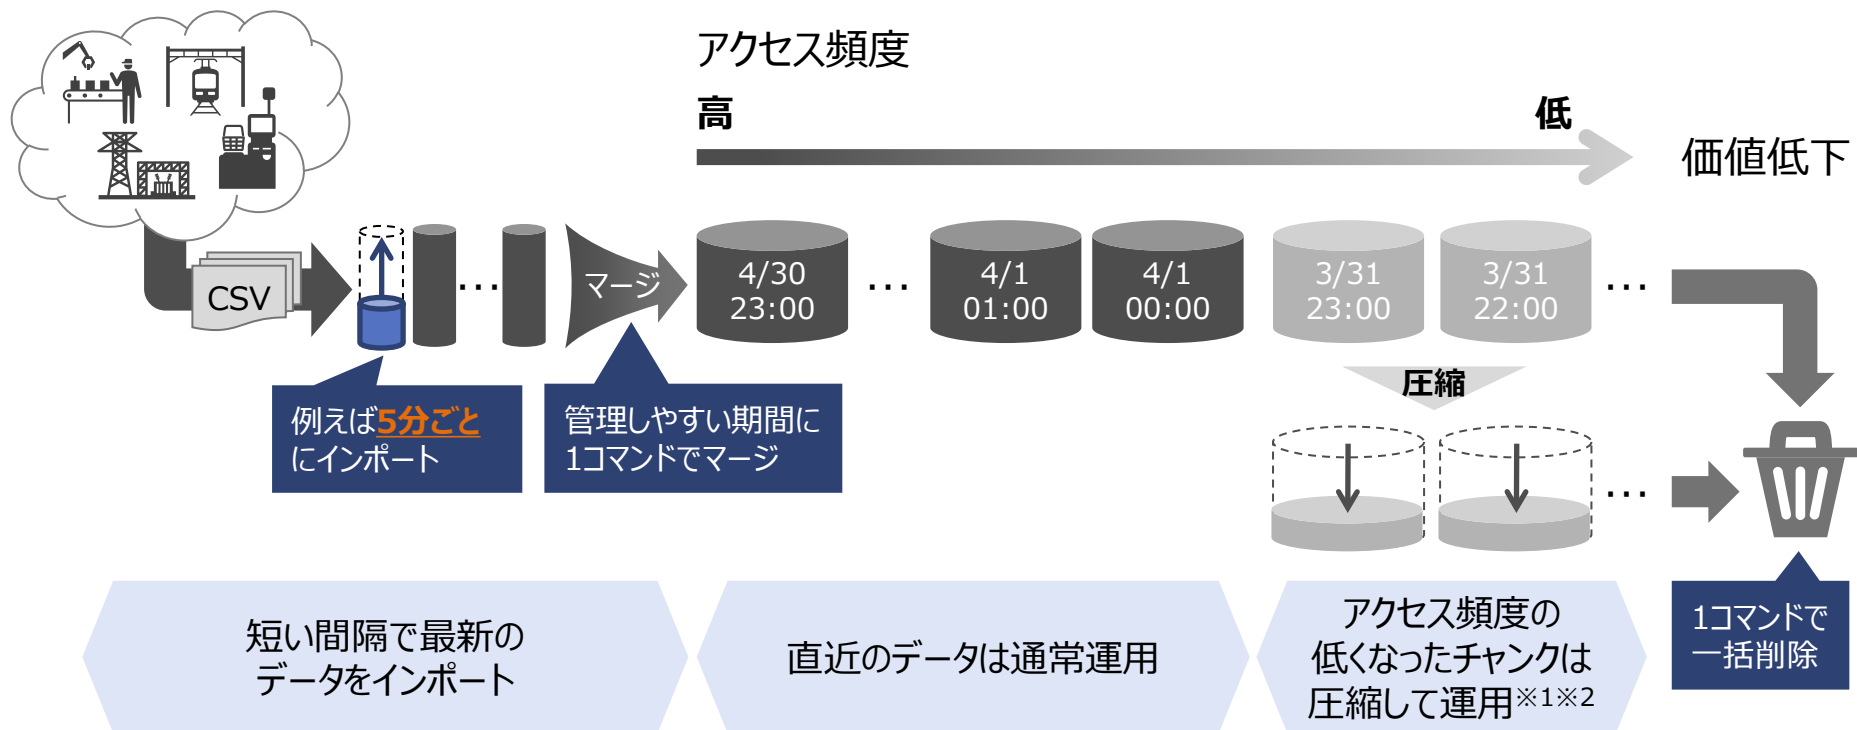 アクセス頻度
高
低
価値低下
CSV
…
マージ
4/30
23:00
…
4/1
01:00
4/1
00:00
3/31
23:00
3/31
22:00
…
圧縮
例えば5分ごと
にインポート
管理しやすい期間に
1コマンドでマージ
…
短い間隔で最新の
データをインポート
直近のデータは通常運用
アクセス頻度の
低くなったチャンクは
圧縮して運用※1※2
1コマンドで
一括削除